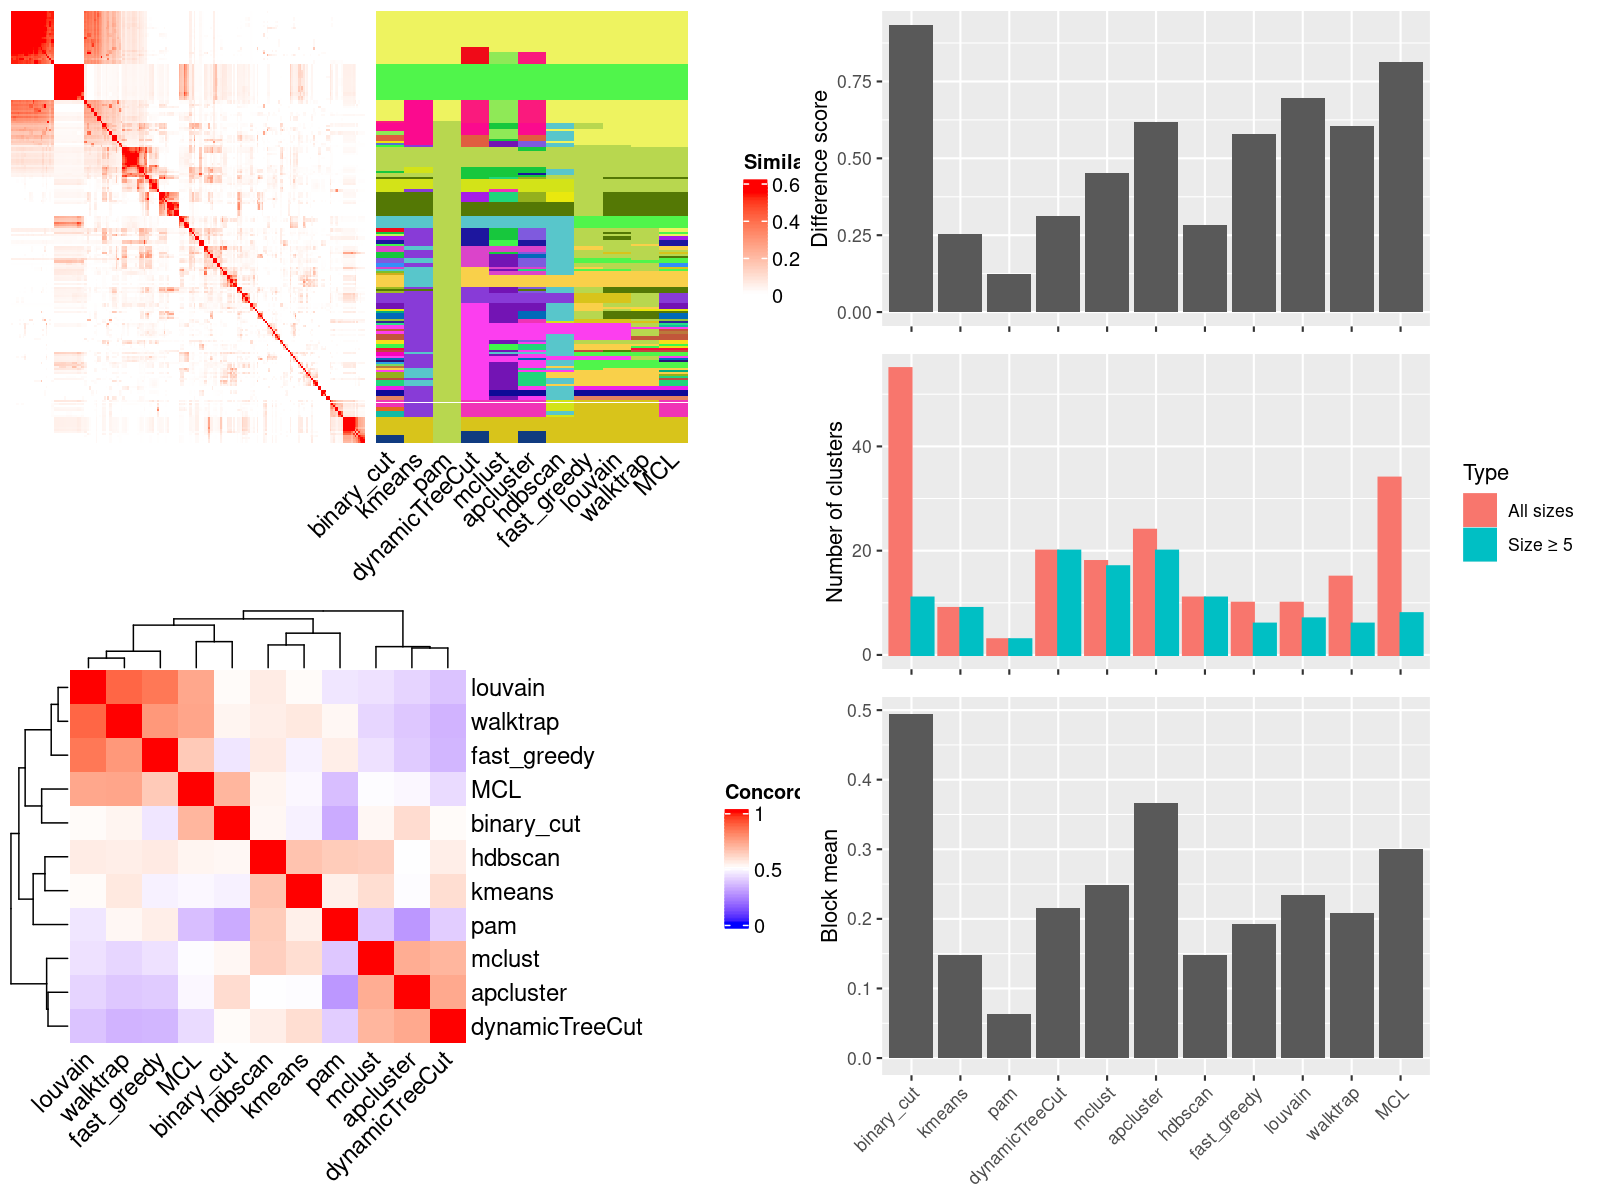 Simila
0.6
0.4
0.2
0
binary_cut
kmeans
pam
dynamicTreeCut
mclust
apcluster
hdbscan
fast_greedy
louvain
walktrap
MCL
louvain
walktrap
fast_greedy
MCL
binary_cut
hdbscan
kmeans
pam
mclust
apcluster
dynamicTreeCut
Concord
1
0.5
0
louvain
walktrap
fast_greedy
MCL
binary_cut
hdbscan
kmeans
pam
mclust
apcluster
dynamicTreeCut
Difference score
0.75
0.50
0.25
0.00
Number of clusters
40
20
0
Type
All sizes
Size ≥ 5
Block mean
0.5
0.4
0.3
0.2
0.1
0.0
binary_cut
kmeans
pam
dynamicTreeCut
mclust
apcluster
hdbscan
fast_greedy
louvain
walktrap
MCL